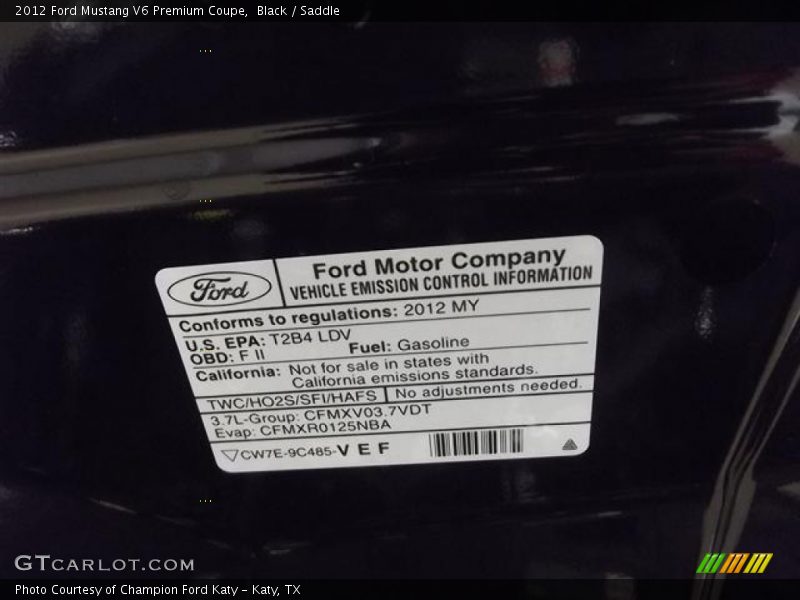 2012 Ford Mustang V6 Premium Coupe, Black / Saddle
Ford
Ford Motor Company
VEHICLE EMISSION CONTROL INFORMATION
Conforms to regulations: 2012 MY
U.S. EPA: T2B4 LDV
OBD: F II Fuel: Gasoline
California: Not for sale in states with
California emissions standards.
TWC/HO2S/SFI/HAFS No adjustments needed.
3.7L-Group: CFMXV03.7VDT
Evap: CFMXR0125NBA
CW7E-9C485-V E F
GTCARLOT.COM
Photo Courtesy of Champion Ford Katy - Katy, TX